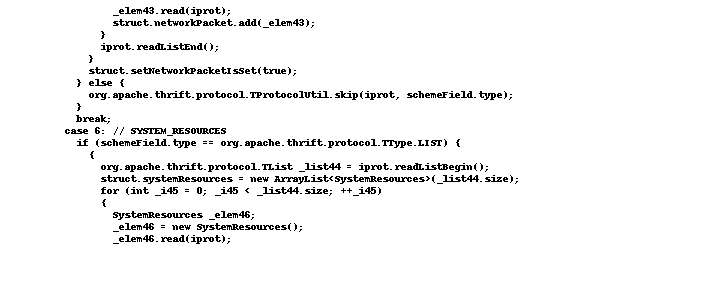 _elem43.read(iprot);
struct.networkPacket.add(_elem43);
}
iprot.readListEnd();
}
struct.setNetworkPacketIsSet(true);
} else {
org.apache.thrift.protocol.TProtocolUtil.skip(iprot, schemeField.type);
}
break;
case 6: // SYSTEM_RESOURCES
if (schemeField.type == org.apache.thrift.protocol.TType.LIST) {
{
org.apache.thrift.protocol.TList _list44 = iprot.readListBegin();
struct.systemResources = new ArrayList<SystemResources>(_list44.size);
for (int _i45 = 0; _i45 < _list44.size; ++_i45)
{
SystemResources _elem46;
_elem46 = new SystemResources();
_elem46.read(iprot);